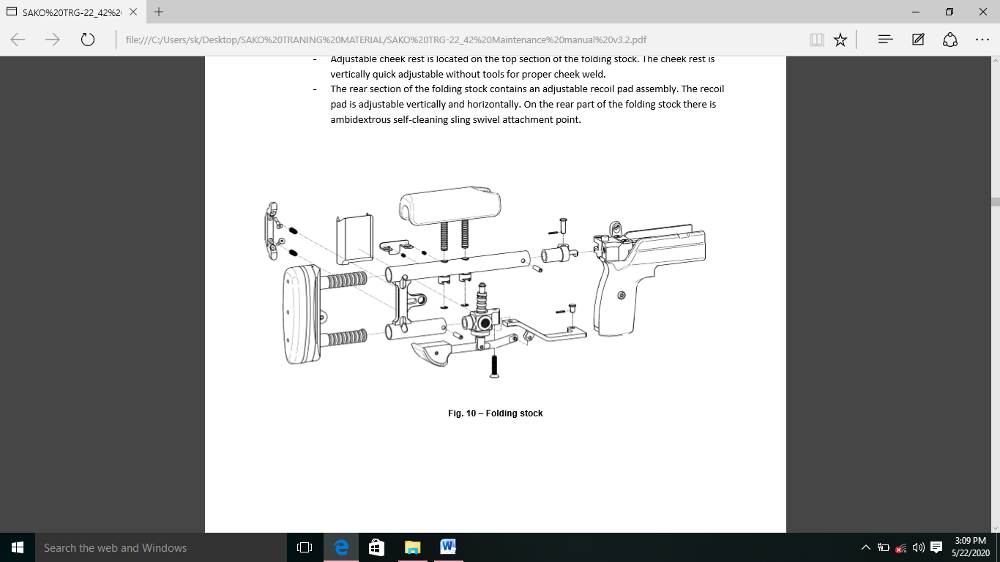 SAKO%20TRG-22_42%2
file:///C:/Users/sk/Desktop/SAKO%20TRANING%20MATERIAL/SAKO%20TRG-22_42%20Maintenance%20manual%20v3.2.pdf
- Adjustable cheek rest is located on the top section of the folding stock. The cheek rest is
vertically quick adjustable without tools for proper cheek weld.
- The rear section of the folding stock contains an adjustable recoil pad assembly. The recoil
pad is adjustable vertically and horizontally. On the rear part of the folding stock there is
ambidextrous self-cleaning sling swivel attachment point.
Fig. 10 – Folding stock
Search the web and Windows
3:09 PM
5/22/2020